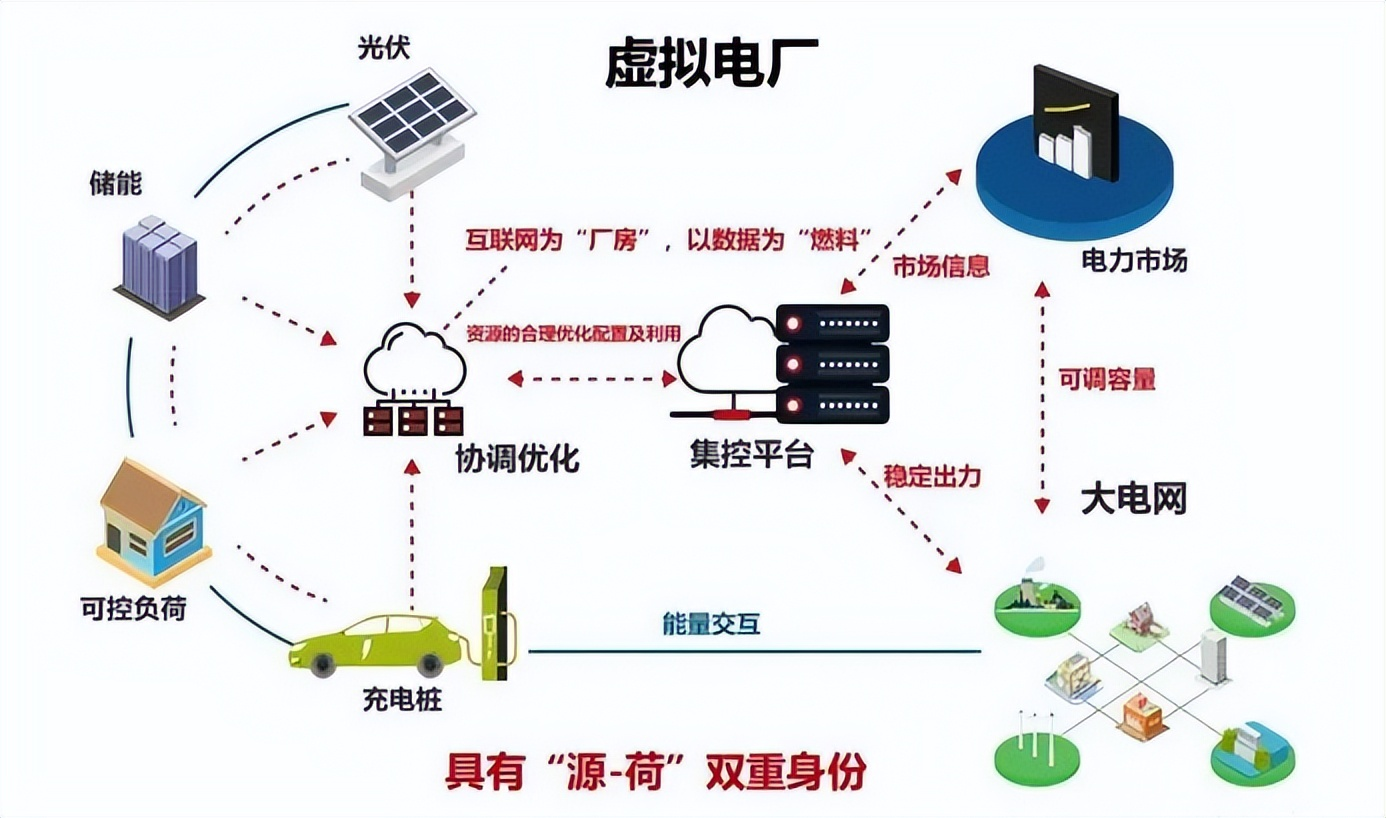 虚拟电厂
光伏
储能
互联网为“厂房”，以数据为“燃料”
市场信息
电力市场
资源的合理优化配置及利用
可调容量
协调优化
集控平台
稳定出力
大电网
可控负荷
能量交互
充电桩
具有“源-荷”双重身份